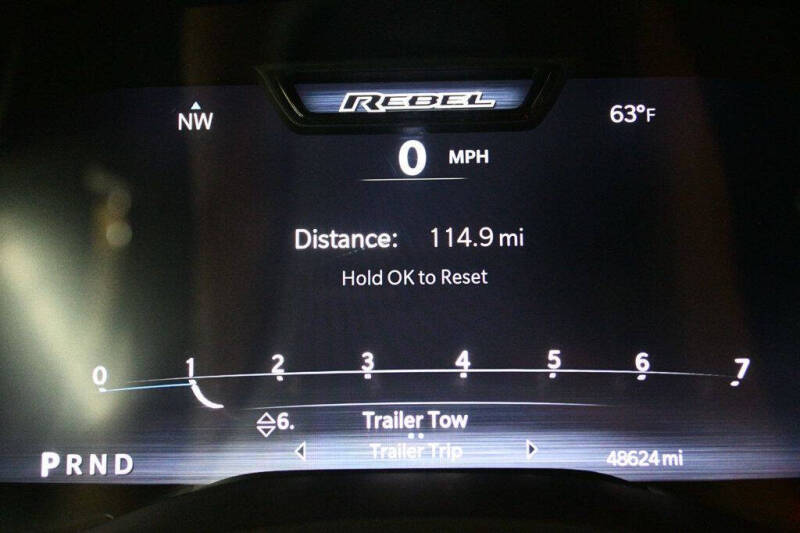 REBEL
NW
63°F
0 MPH
Distance: 114.9 mi
Hold OK to Reset
0 1 2 3 4 5 6 7
6. Trailer Tow
Trailer Trip
PRND
48624 mi